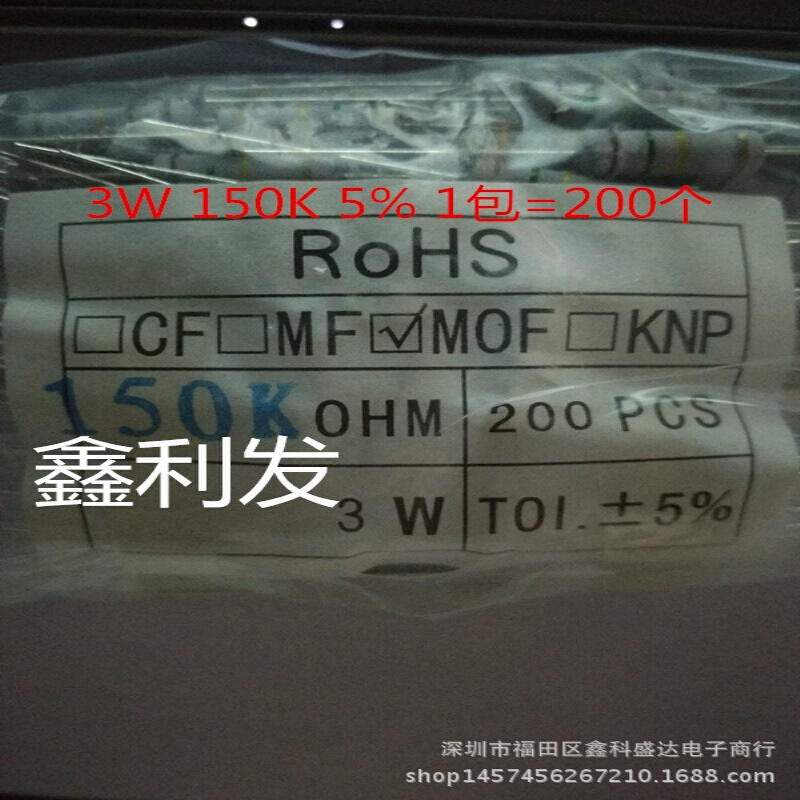 3W 150K 5% 1包=200个
RoHS
□CF□MF☑MOF□KNP
150K OHM 200 PCS
鑫利发
3 W TOl. ±5%
深圳市福田区鑫科盛达电子商行
shop1457456267210.1688.com